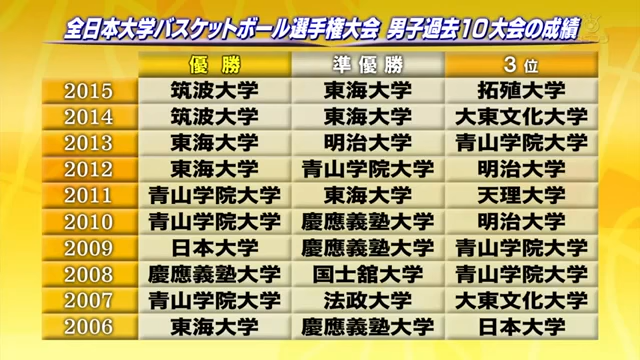 全日本大学バスケットボール選手権大会 男子過去10大会の成績
優勝 準優勝 3位
2015 筑波大学 東海大学 拓殖大学
2014 筑波大学 東海大学 大東文化大学
2013 東海大学 明治大学 青山学院大学
2012 東海大学 青山学院大学 明治大学
2011 青山学院大学 東海大学 天理大学
2010 青山学院大学 慶應義塾大学 明治大学
2009 日本大学 慶應義塾大学 青山学院大学
2008 慶應義塾大学 国士舘大学 青山学院大学
2007 青山学院大学 法政大学 大東文化大学
2006 東海大学 慶應義塾大学 日本大学